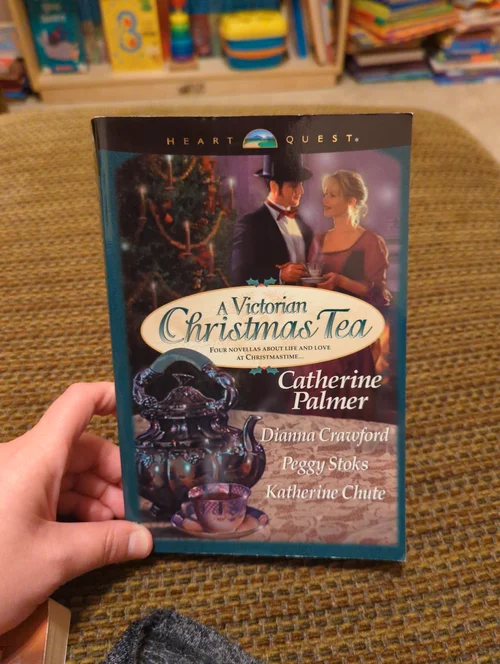 HEART QUEST®
A Victorian
Christmas Tea
FOUR NOVELLAS ABOUT LIFE AND LOVE
AT CHRISTMASTIME...
Catherine
Palmer
Dianna Crawford
Peggy Stoks
Katherine Chute